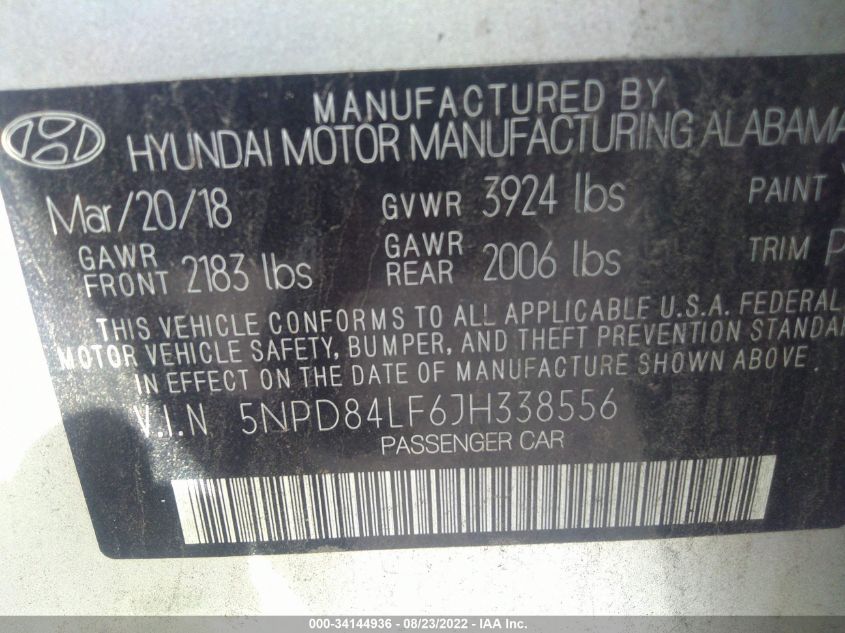 MANUFACTURED BY
HYUNDAI MOTOR MANUFACTURING ALABAMA
Mar/20/18 GVWR 3924 lbs PAINT
GAWR FRONT 2183 lbs GAWR REAR 2006 lbs TRIM
THIS VEHICLE CONFORMS TO ALL APPLICABLE U.S.A. FEDERAL
MOTOR VEHICLE SAFETY, BUMPER, AND THEFT PREVENTION STANDAR
IN EFFECT ON THE DATE OF MANUFACTURE SHOWN ABOVE.
V.I.N 5NPD84LF6JH338556
PASSENGER CAR
000-34144936 - 08/23/2022 - IAA Inc.